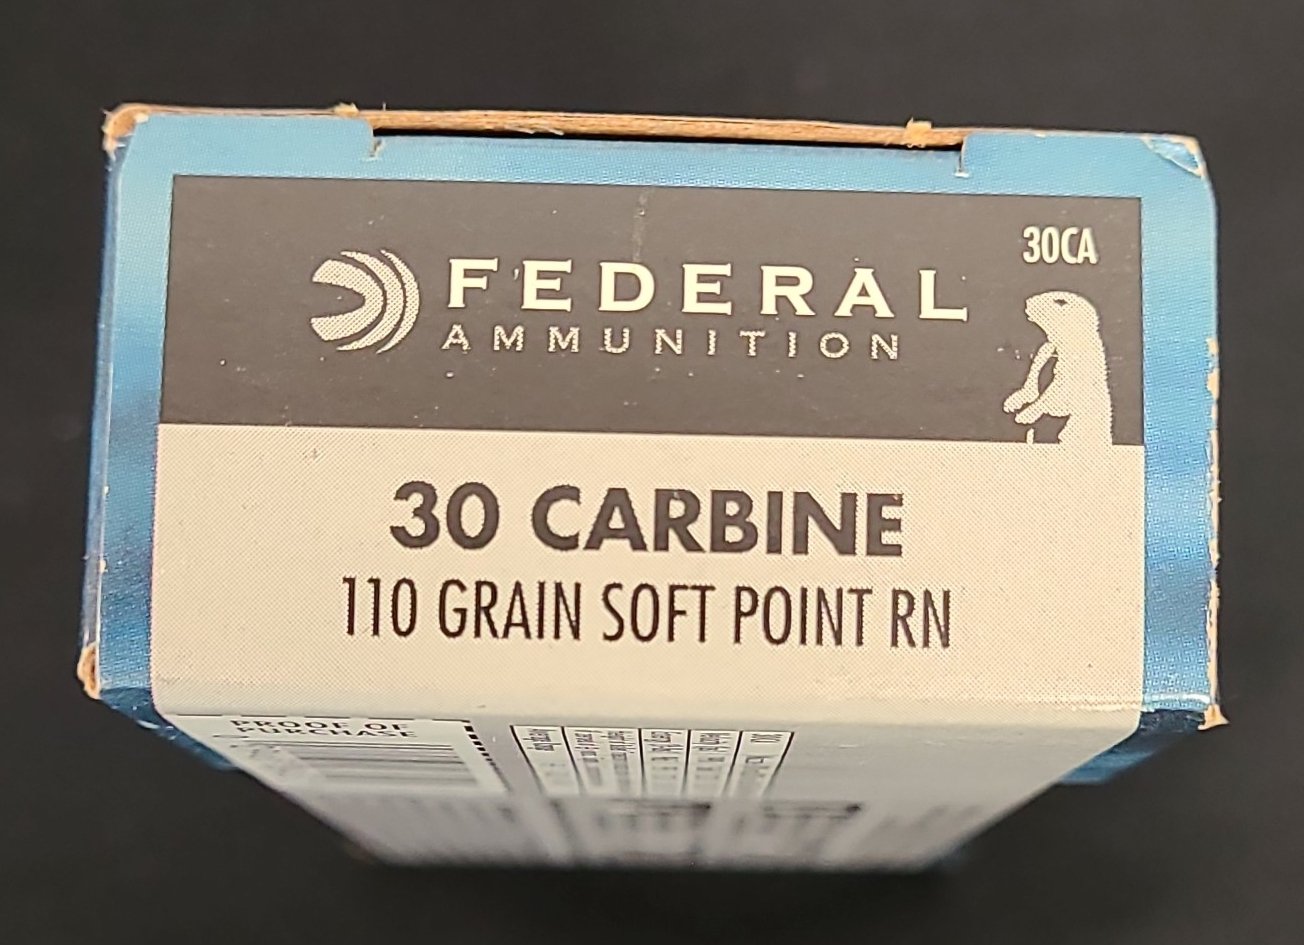 30CA
FEDERAL
AMMUNITION
30 CARBINE
110 GRAIN SOFT POINT RN
PROOF OF
PURCHASE